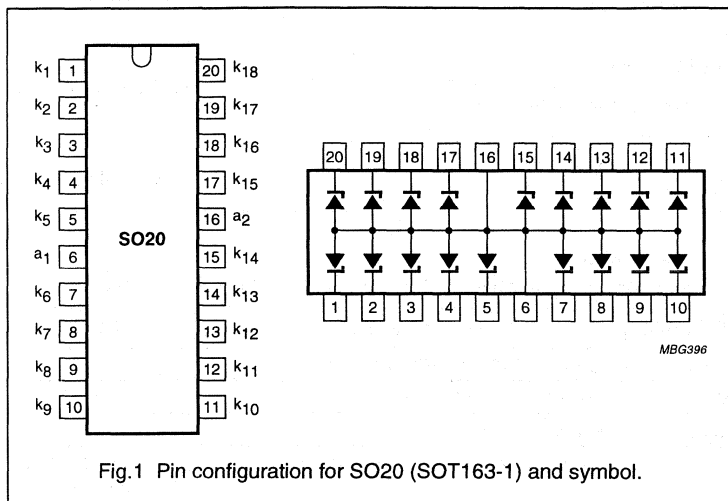 k1 1
k2 2
k3 3
k4 4
k5 5
a1 6
k6 7
k7 8
k8 9
k9 10
SO20
20 k18
19 k17
18 k16
17 k15
16 a2
15 k14
14 k13
13 k12
12 k11
11 k10
20 19 18 17 16 15 14 13 12 11
1 2 3 4 5 6 7 8 9 10
MBG396
Fig.1 Pin configuration for SO20 (SOT163-1) and symbol.